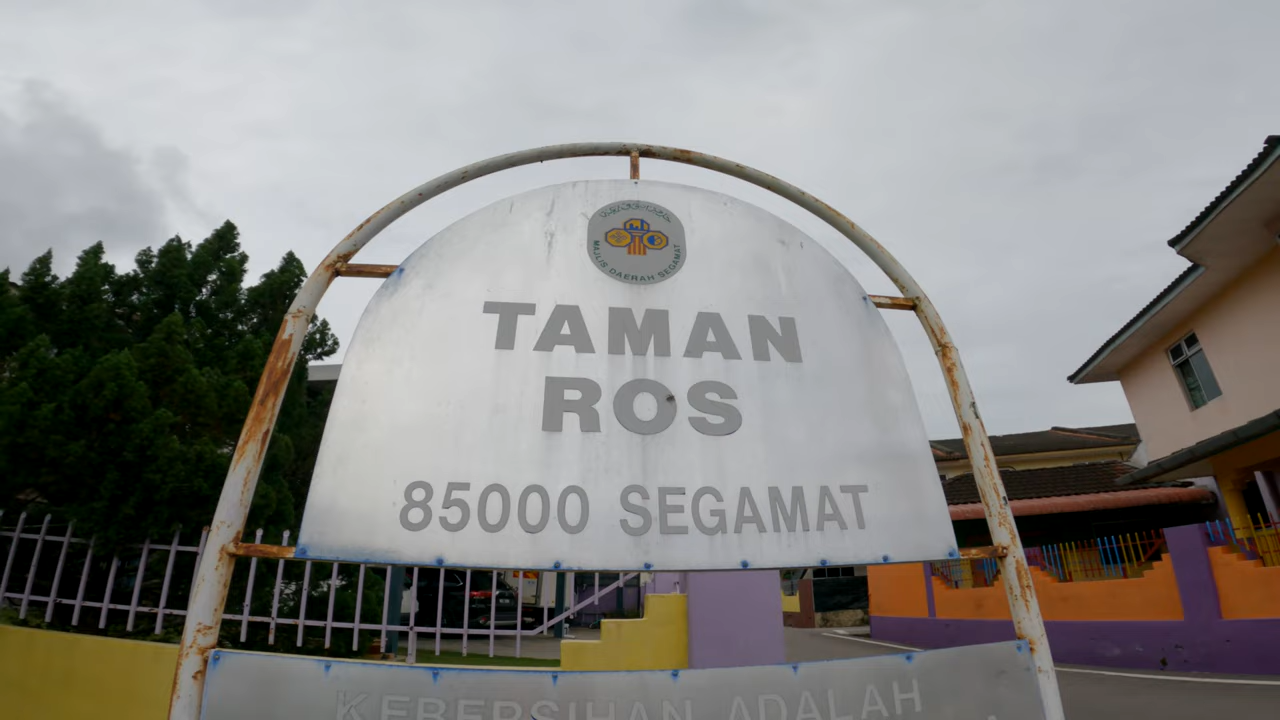 MAJLIS DAERAH SEGAMAT
TAMAN
ROS
85000 SEGAMAT
KEBERSIHAN ADALAH